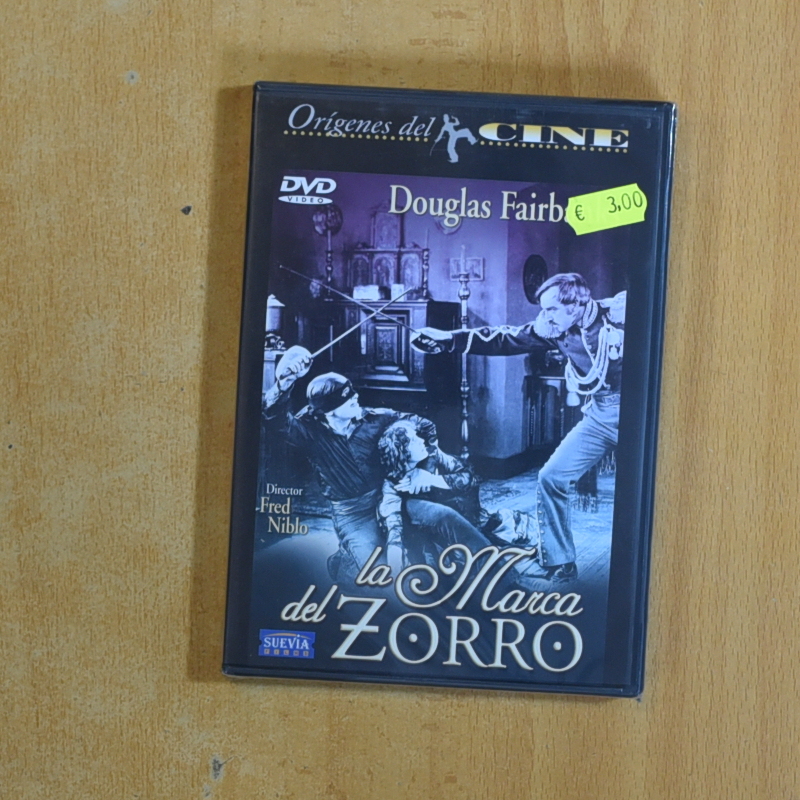 Orígenes del CINE
DVD
VIDEO
Douglas Fairb
€ 3,00
Director
Fred
Niblo
la Marca
del ZORRO
SUEVIA